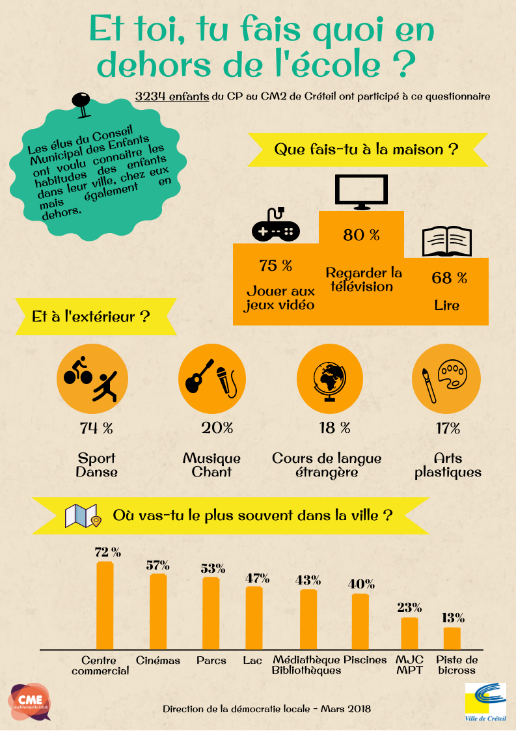 Et toi, tu fais quoi en
dehors de l'école ?
3234 enfants du CP au CM2 de Créteil ont participé à ce questionnaire
Les élus du Conseil
Municipal des Enfants
ont voulu connaitre les
habitudes des enfants
dans leur ville, chez eux
mais également en
dehors.
Que fais-tu à la maison ?
75 %
Jouer aux
jeux vidéo
80 %
Regarder la
télévision
68 %
Lire
Et à l'extérieur ?
74 %
Sport
Danse
20%
Musique
Chant
18 %
Cours de langue
étrangère
17%
Arts
plastiques
Où vas-tu le plus souvent dans la ville ?
72 %
57%
53%
47%
43%
40%
23%
13%
Centre
commercial
Cinémas
Parcs
Lac
Médiathèque
Bibliothèques
Piscines
MJC
MPT
Piste de
bicross
CME
Direction de la démocratie locale - Mars 2018
Ville de Créteil